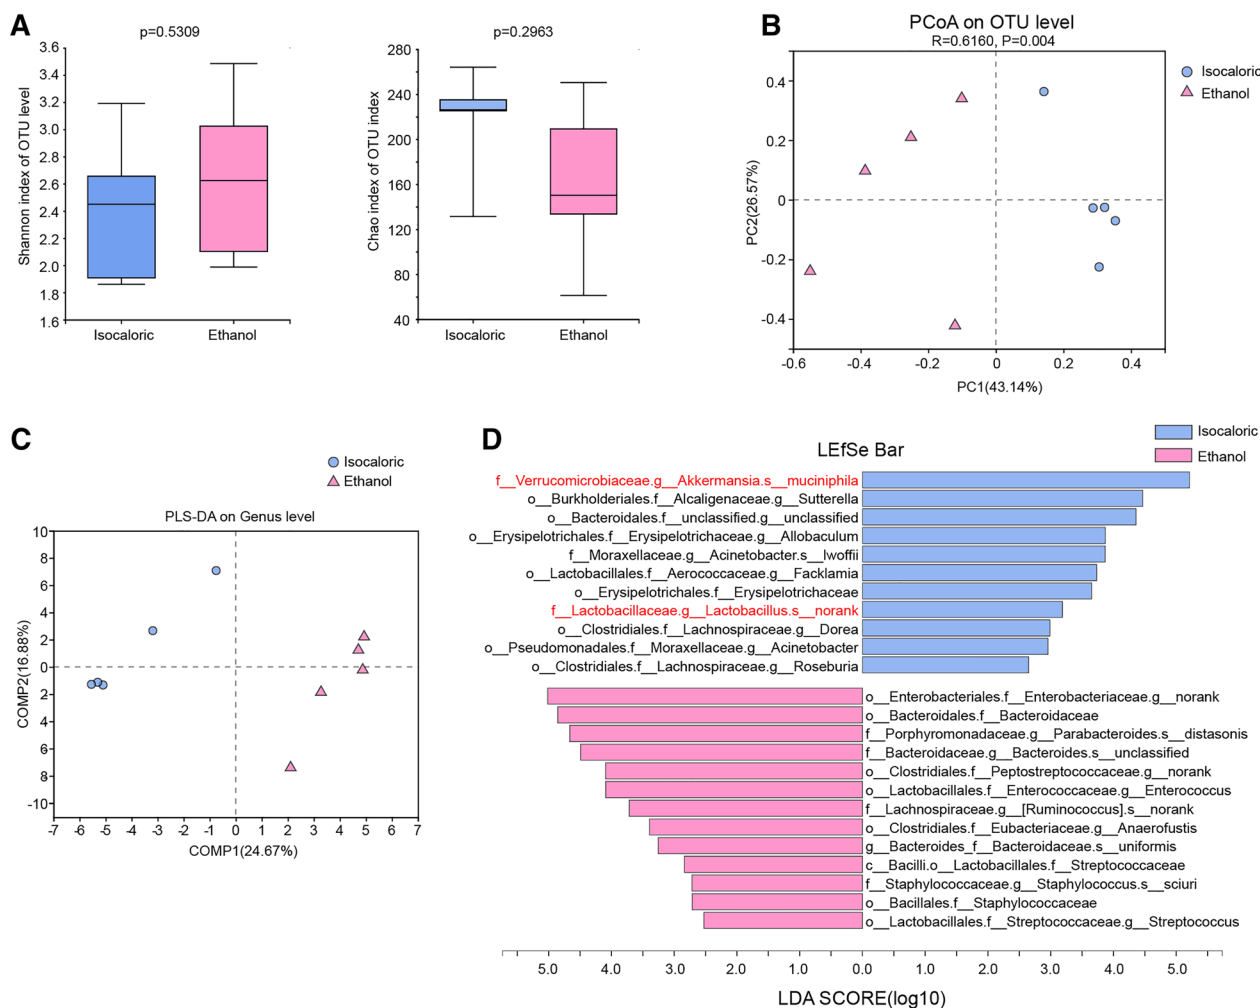 A
p=0.5309
Shannon index of OTU level
3.6
3.4
3.2
3.0
2.8
2.6
2.4
2.2
2.0
1.8
1.6
Isocaloric
Ethanol
p=0.2963
Chao index of OTU index
280
240
200
160
120
80
40
Isocaloric
Ethanol
B
PCoA on OTU level
R=0.6160, P=0.004
Isocaloric
Ethanol
PC2(26.57%)
0.4
0.2
0
-0.2
-0.4
-0.6
-0.4
-0.2
0
0.2
0.4
PC1(43.14%)
C
Isocaloric
Ethanol
PLS-DA on Genus level
COMP2(16.88%)
10
8
6
4
2
0
2
4
6
8
-10
-7
-6
-5
-4
-3
-2
-1
0
1
2
3
4
5
6
7
COMP1(24.67%)
D
LEfSe Bar
Isocaloric
Ethanol
f__Verrucomicrobiaceae.g__Akkermansia.s__muciniphila
o__Burkholderiales.f__Alcaligenaceae.g__Sutterella
o__Bacteroidales.f__unclassified.g__unclassified
o__Erysipelotrichales.f__Erysipelotrichaceae.g__Allobaculum
f__Moraxellaceae.g__Acinetobacter.s__lwoffii
o__Lactobacillales.f__Aerococcaceae.g__Facklamia
o__Erysipelotrichales.f__Erysipelotrichaceae
f__Lactobacillaceae.g__Lactobacillus.s__norank
o__Clostridiales.f__Lachnospiraceae.g__Dorea
o__Pseudomonadales.f__Moraxellaceae.g__Acinetobacter
o__Clostridiales.f__Lachnospiraceae.g__Roseburia
o__Enterobacteriales.f__Enterobacteriaceae.g__norank
o__Bacteroidales.f__Bacteroidaceae
f__Porphyromonadaceae.g__Parabacteroides.s__distasonis
f__Bacteroidaceae.g__Bacteroides.s__unclassified
o__Clostridiales.f__Peptostreptococcaceae.g__norank
o__Lactobacillales.f__Enterococcaceae.g__Enterococcus
f__Lachnospiraceae.g__[Ruminococcus].s__norank
o__Clostridiales.f__Eubacteriaceae.g__Anaerofustis
g__Bacteroides_f__Bacteroidaceae.s__uniformis
c__Bacilli.o__Lactobacillales.f__Streptococcaceae
f__Staphylococcaceae.g__Staphylococcus.s__sciuri
o__Bacillales.f__Staphylococcaceae
o__Lactobacillales.f__Streptococcaceae.g__Streptococcus
5.0
4.0
3.0
2.0
1.0
0.0
1.0
2.0
3.0
4.0
5.0
LDA SCORE(log10)